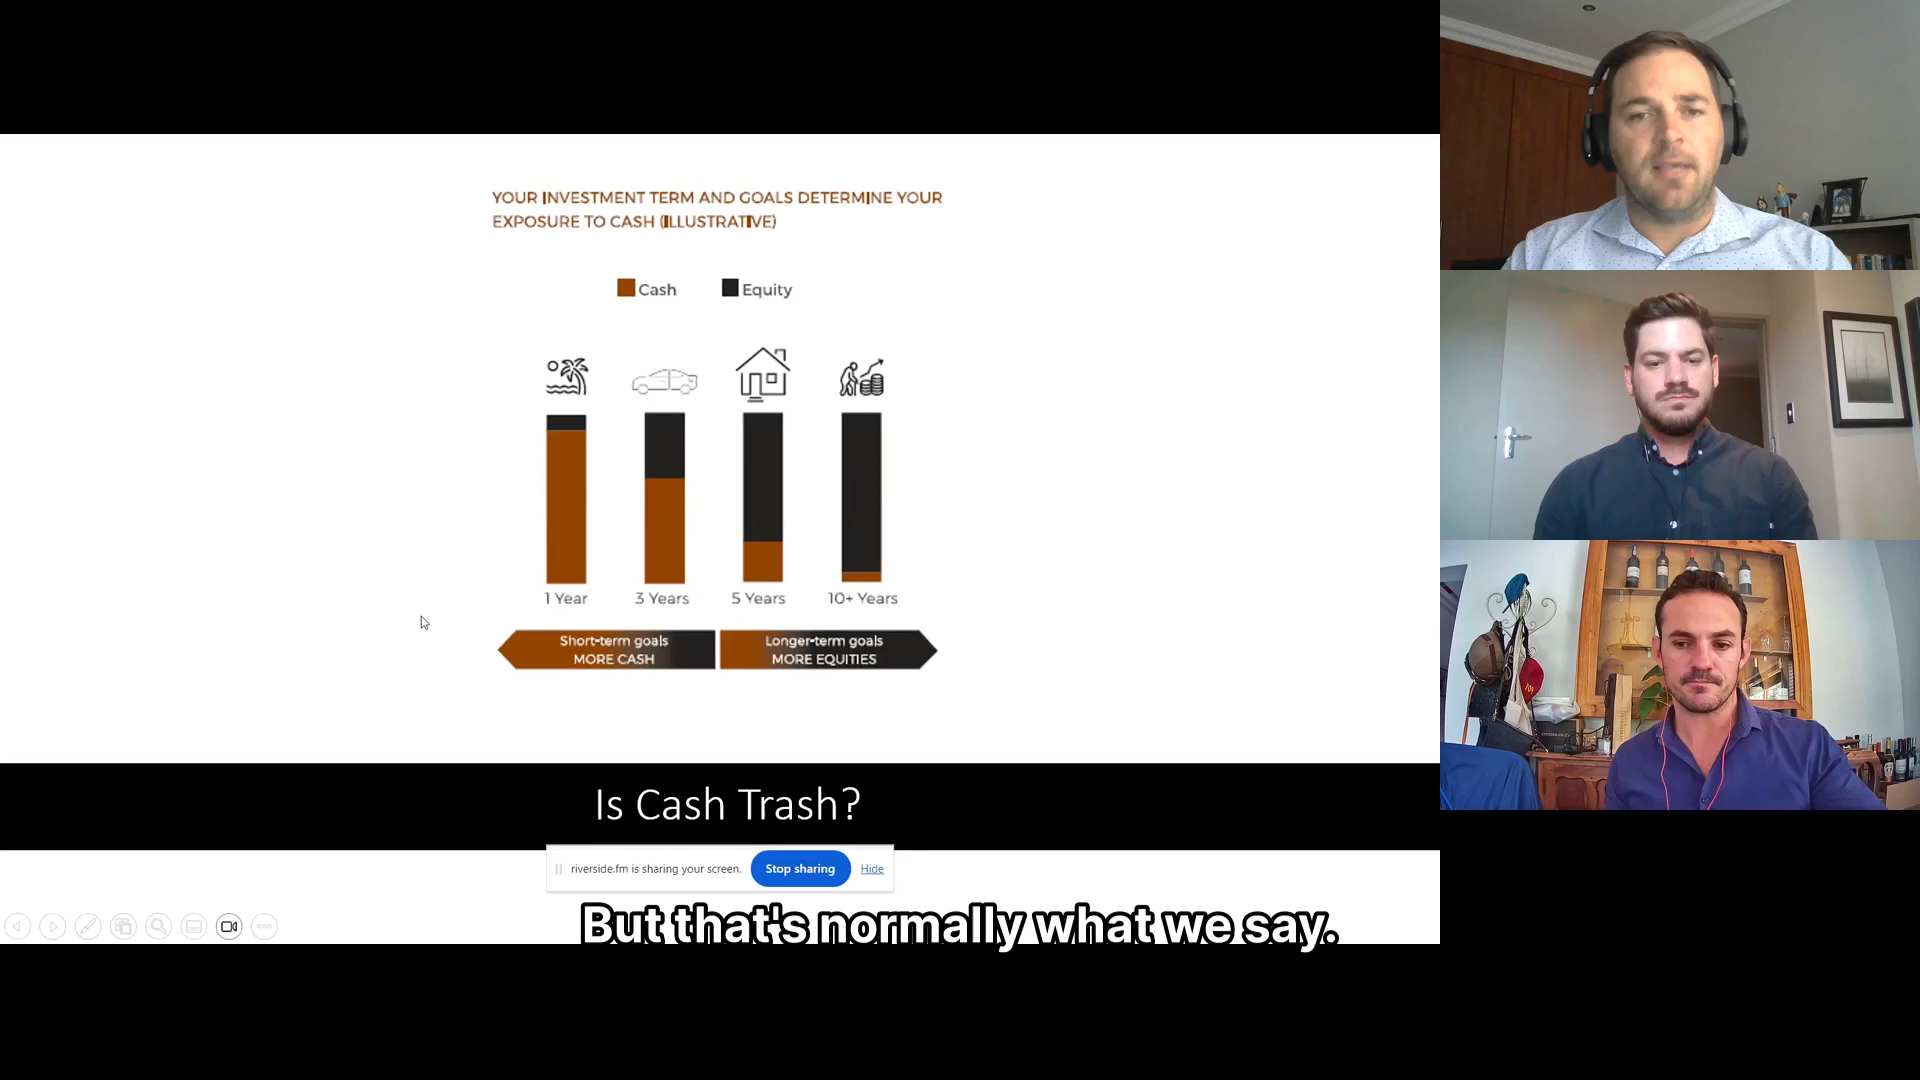 YOUR INVESTMENT TERM AND GOALS DETERMINE YOUR
EXPOSURE TO CASH (ILLUSTRATIVE)
Cash
Equity
1 Year
3 Years
5 Years
10+ Years
Short-term goals
MORE CASH
Longer-term goals
MORE EQUITIES
Is Cash Trash?
riverside.fm is sharing your screen.
Stop sharing
Hide
But that's normally what we say.